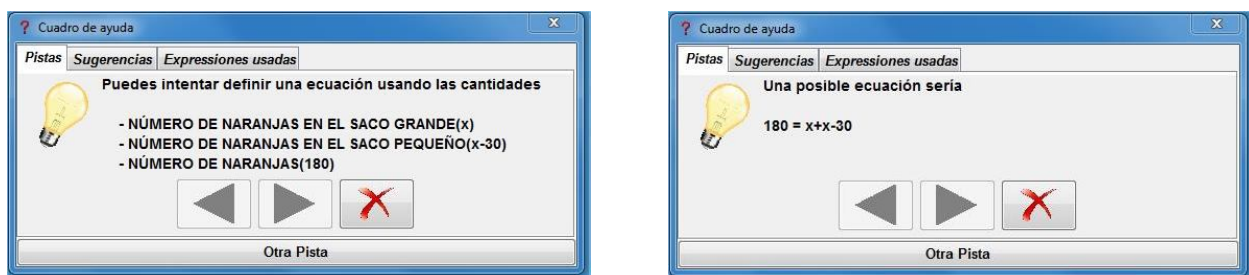 ? Cuadro de ayuda
X
Pistas Sugerencias Expressiones usadas
Puedes intentar definir una ecuación usando las cantidades
- NÚMERO DE NARANJAS EN EL SACO GRANDE(x)
- NÚMERO DE NARANJAS EN EL SACO PEQUEÑO(x-30)
- NÚMERO DE NARANJAS(180)
Otra Pista
? Cuadro de ayuda
X
Pistas Sugerencias Expressiones usadas
Una posible ecuación sería
180 = x+x-30
Otra Pista